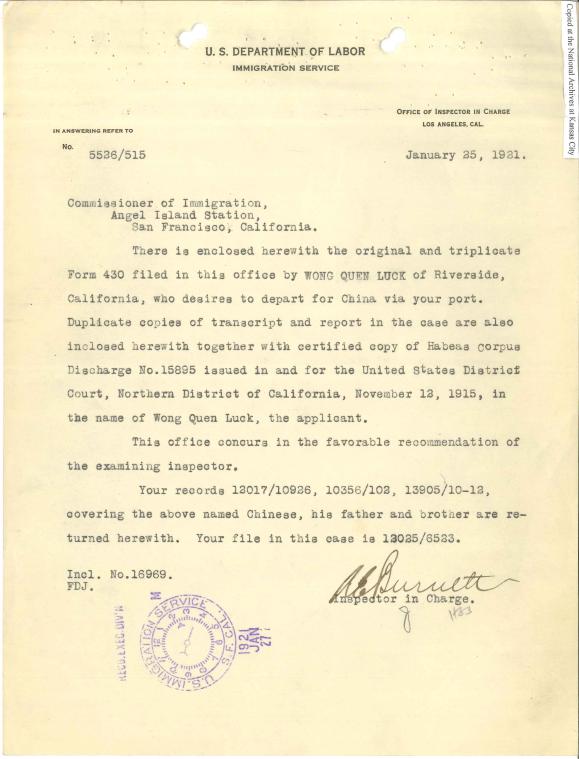 Copied at the National Archives at Kansas City
U. S. DEPARTMENT OF LABOR
IMMIGRATION SERVICE
OFFICE OF INSPECTOR IN CHARGE
LOS ANGELES, CAL.
IN ANSWERING REFER TO
No.
5526/515
January 25, 1921.
Commissioner of Immigration,
Angel Island Station,
San Francisco, California.
There is enclosed herewith the original and triplicate
Form 430 filed in this office by WONG QUEN LUCK of Riverside,
California, who desires to depart for China via your port.
Duplicate copies of transcript and report in the case are also
inclosed herewith together with certified copy of Habeas Corpus
Discharge No.15895 issued in and for the United States District
Court, Northern District of California, November 12, 1915, in
the name of Wong Quen Luck, the applicant.
This office concurs in the favorable recommendation of
the examining inspector.
Your records 12017/10926, 10356/102, 13905/10-12,
covering the above named Chinese, his father and brother are re-
turned herewith. Your file in this case is 12025/6523.
Incl. No.16969.
FDJ.
A E Burnett
Inspector in Charge.
RECD. EXEC. DIV'N
M
U.S. IMMIGRATION SERVICE
S. F. CAL.
1921
JAN
27